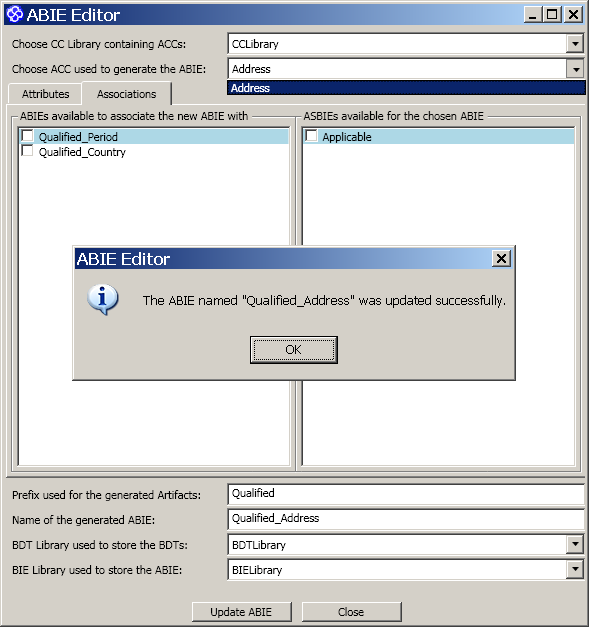 ABIE Editor
Choose CC Library containing ACCs: CCLibrary
Choose ACC used to generate the ABIE: Address
Address
Attributes Associations
ABIEs available to associate the new ABIE with ASBIEs available for the chosen ABIE
Qualified_Period Applicable
Qualified_Country
ABIE Editor
The ABIE named "Qualified_Address" was updated successfully.
OK
Prefix used for the generated Artifacts: Qualified
Name of the generated ABIE: Qualified_Address
BDT Library used to store the BDTs: BDTLibrary
BIE Library used to store the ABIE: BIELibrary
Update ABIE Close